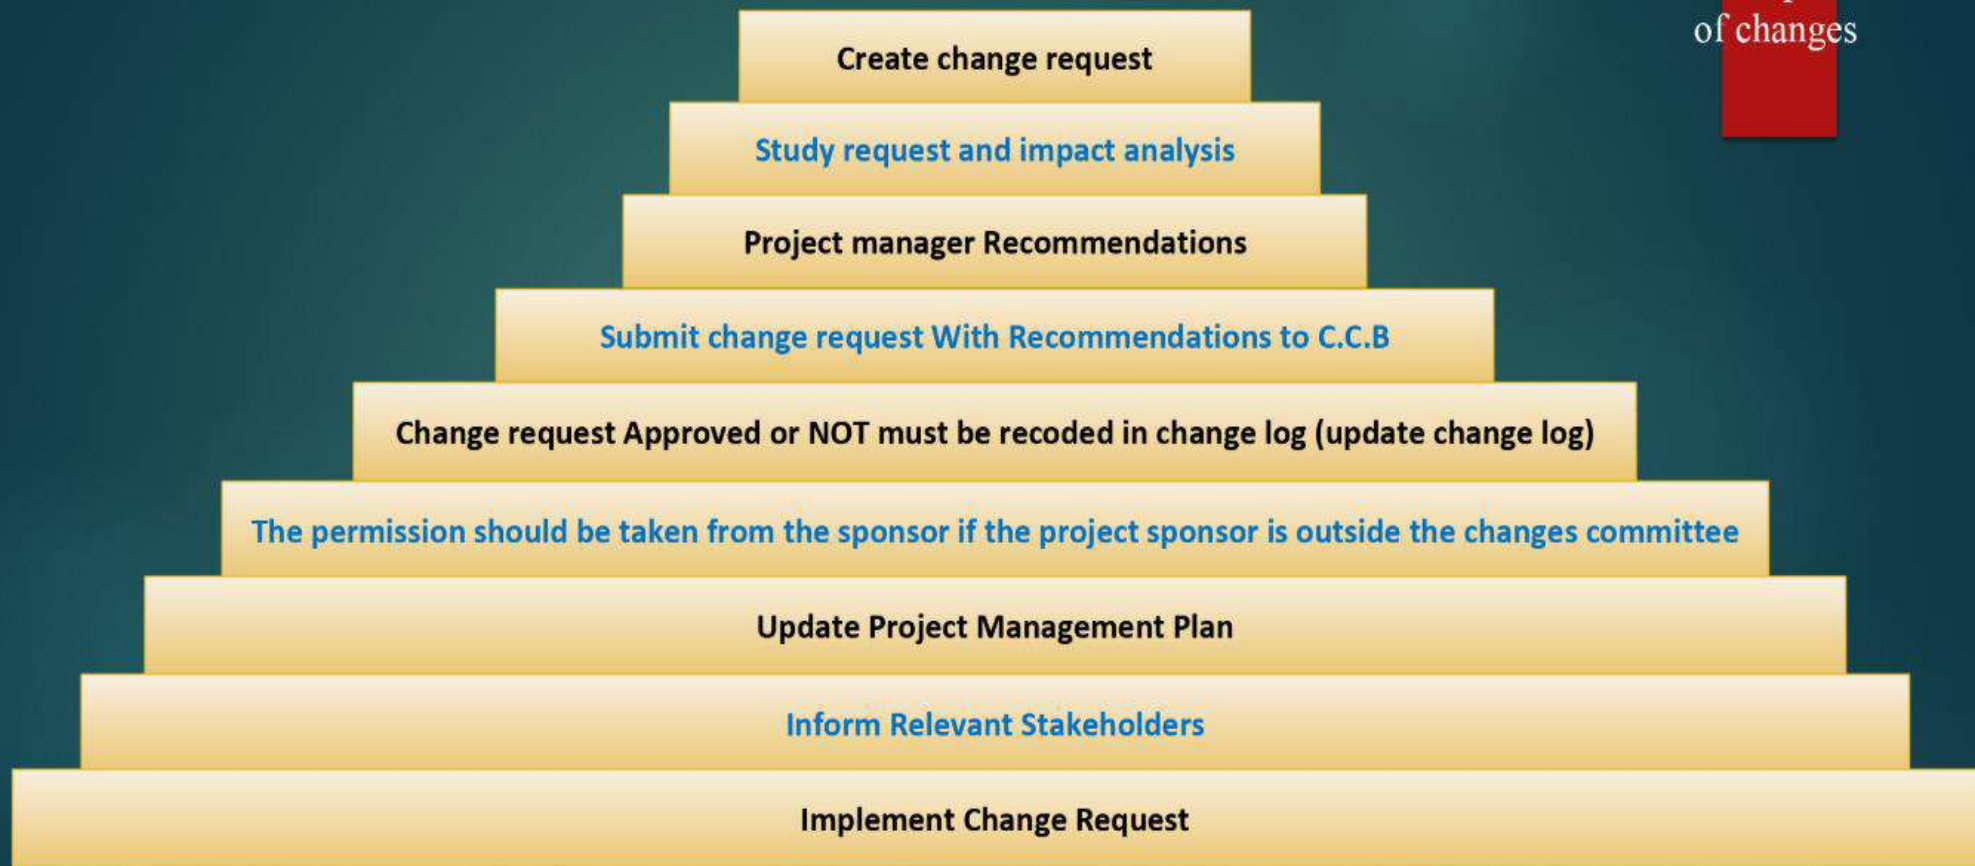 of changes
Create change request
Study request and impact analysis
Project manager Recommendations
Submit change request With Recommendations to C.C.B
Change request Approved or NOT must be recoded in change log (update change log)
The permission should be taken from the sponsor if the project sponsor is outside the changes committee
Update Project Management Plan
Inform Relevant Stakeholders
Implement Change Request